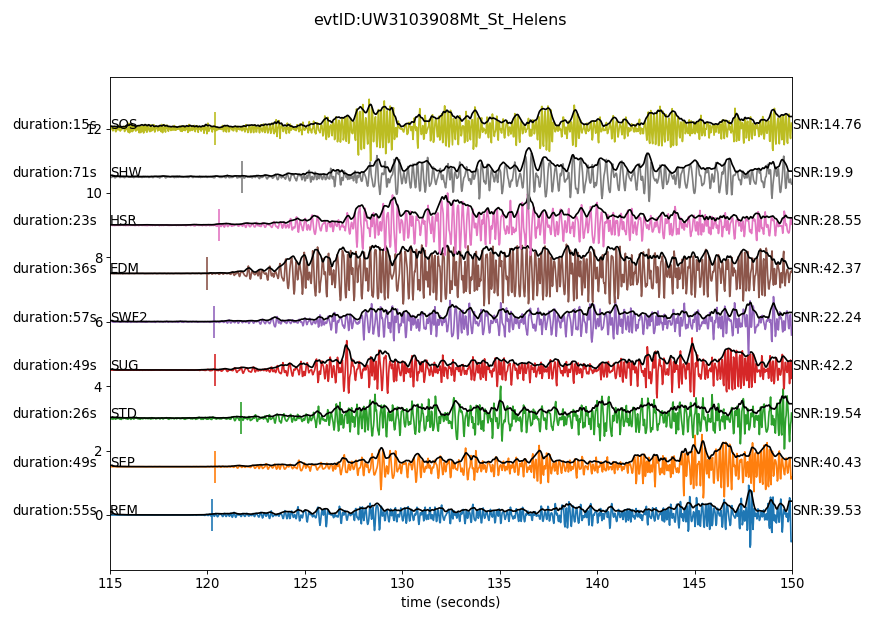 evtID:UW3103908Mt_St_Helens
duration:15s SOS SNR:14.76
12
duration:71s SHW SNR:19.9
10
duration:23s HSR SNR:28.55
8
duration:36s EDM SNR:42.37
duration:57s SWF2 SNR:22.24
6
duration:49s SUG SNR:42.2
4
duration:26s STD SNR:19.54
2
duration:49s SEP SNR:40.43
duration:55s REM SNR:39.53
0
115 120 125 130 135 140 145 150
time (seconds)